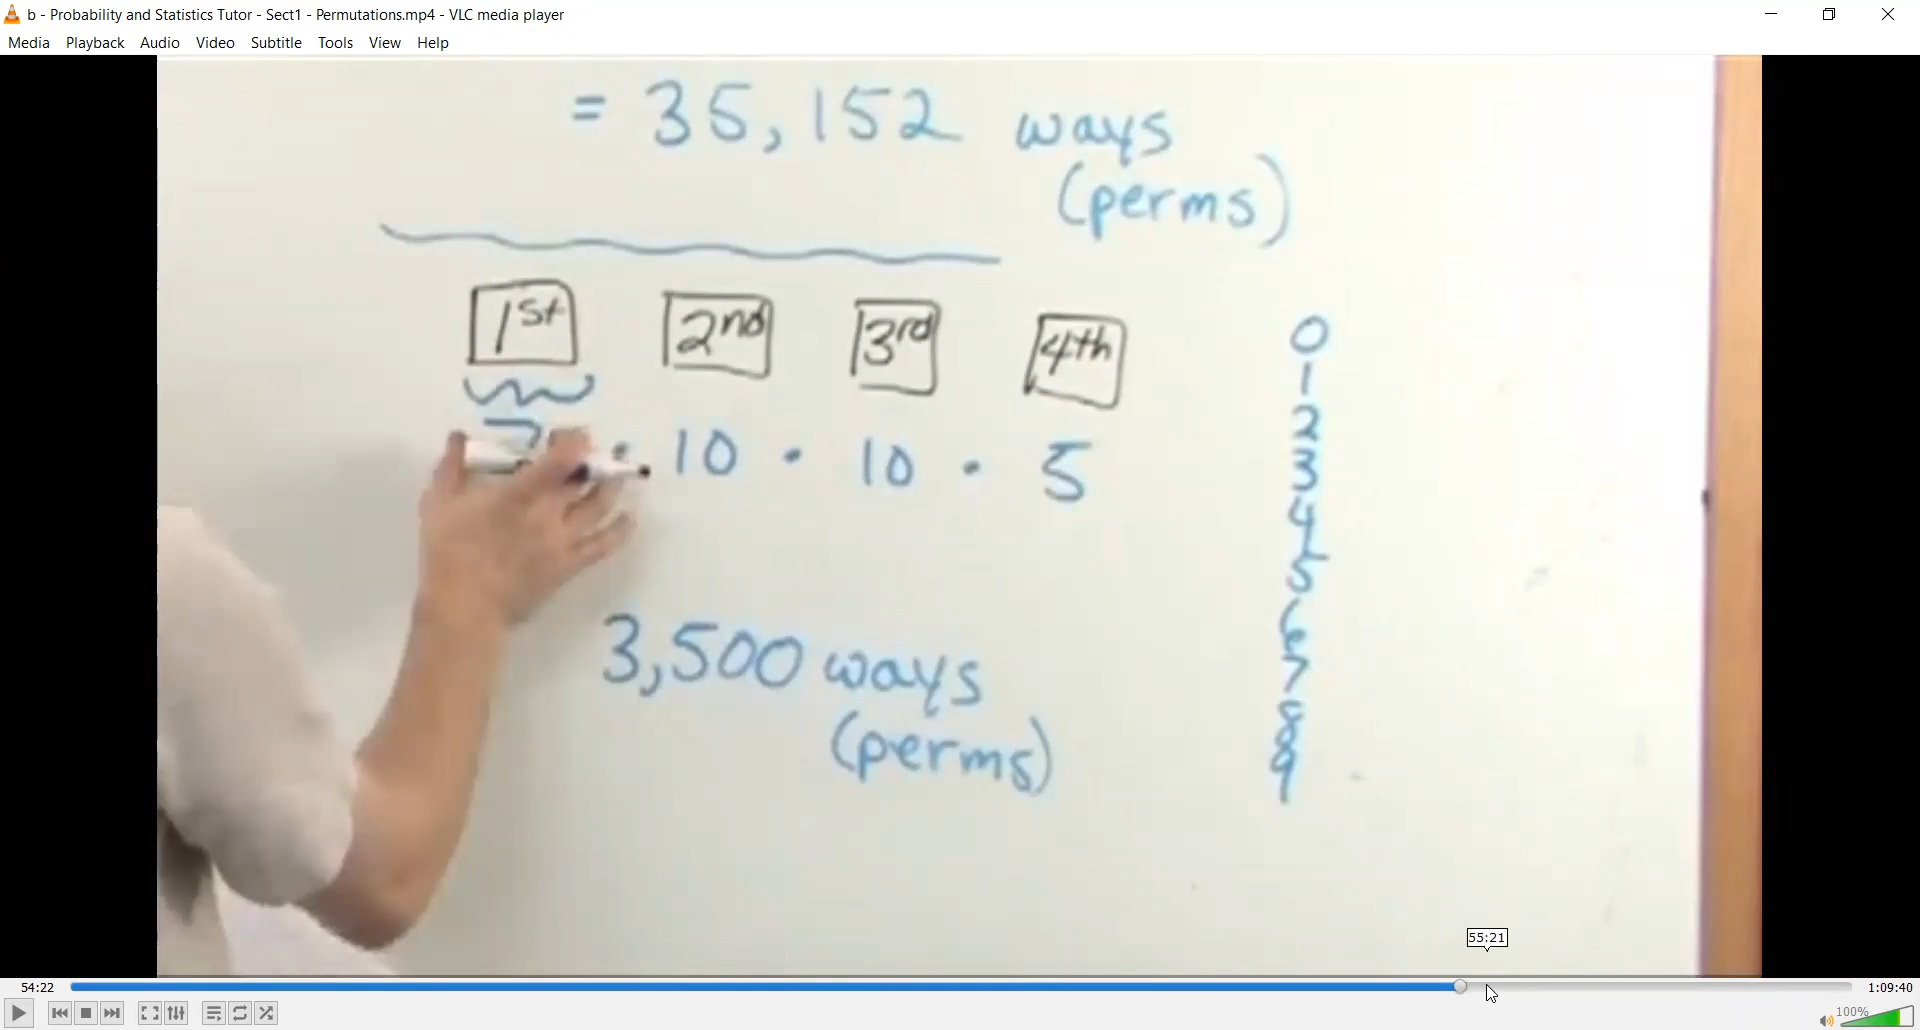 b - Probability and Statistics Tutor - Sect1 - Permutations.mp4 - VLC media player
Media Playback Audio Video Subtitle Tools View Help
= 35,152 ways
(perms)
1st 2nd 3rd 4th
· 10 · 10 · 5
3,500 ways
(perms)
0
1
2
3
4
5
6
7
8
9
55:21
54:22
1:09:40
100%